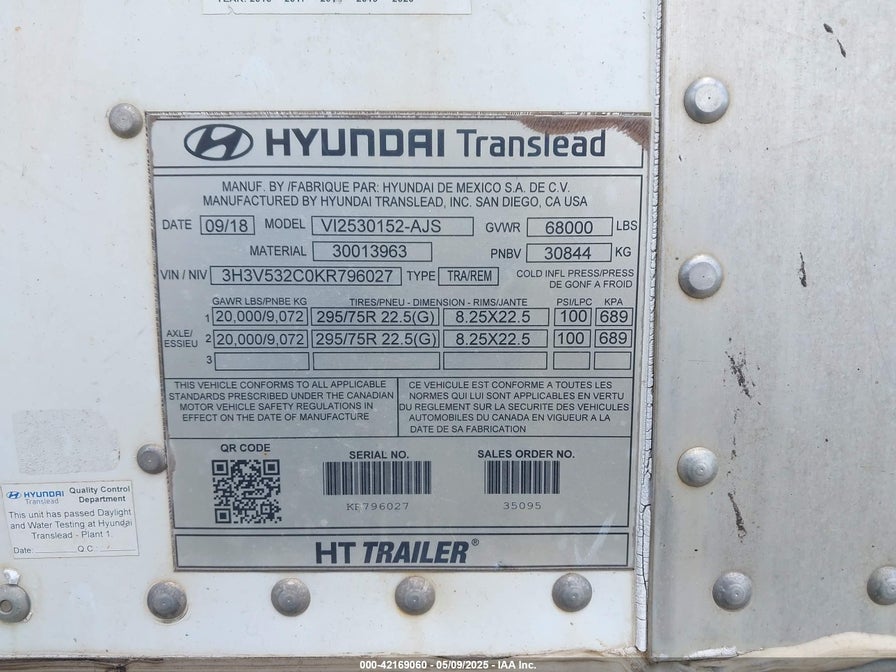 HYUNDAI Translead
MANUF. BY /FABRIQUE PAR: HYUNDAI DE MEXICO S.A. DE C.V.
MANUFACTURED BY HYUNDAI TRANSLEAD, INC. SAN DIEGO, CA USA
DATE 09/18 MODEL VI2530152-AJS GVWR 68000 LBS
MATERIAL 30013963 PNBV 30844 KG
VIN / NIV 3H3V532C0KR796027 TYPE TRA/REM COLD INFL PRESS/PRESS
DE GONF A FROID
GAWR LBS/PNBE KG TIRES/PNEU - DIMENSION - RIMS/JANTE PSI/LPC KPA
1 20,000/9,072 295/75R 22.5(G) 8.25X22.5 100 689
AXLE/
ESSIEU
2 20,000/9,072 295/75R 22.5(G) 8.25X22.5 100 689
3
THIS VEHICLE CONFORMS TO ALL APPLICABLE
STANDARDS PRESCRIBED UNDER THE CANADIAN
MOTOR VEHICLE SAFETY REGULATIONS IN
EFFECT ON THE DATE OF MANUFACTURE
CE VEHICULE EST CONFORME A TOUTES LES
NORMES QUI LUI SONT APPLICABLES EN VERTU
DU REGLEMENT SUR LA SECURITE DES VEHICULES
AUTOMOBILES DU CANADA EN VIGUEUR A LA
DATE DE SA FABRICATION
QR CODE
SERIAL NO.
KR796027
SALES ORDER NO.
35095
HT TRAILER®
HYUNDAI Translead Quality Control Department
This unit has passed Daylight
and Water Testing at Hyundai
Translead - Plant 1.
Date: Q.C.
000-42169060 - 05/09/2025 - IAA Inc.